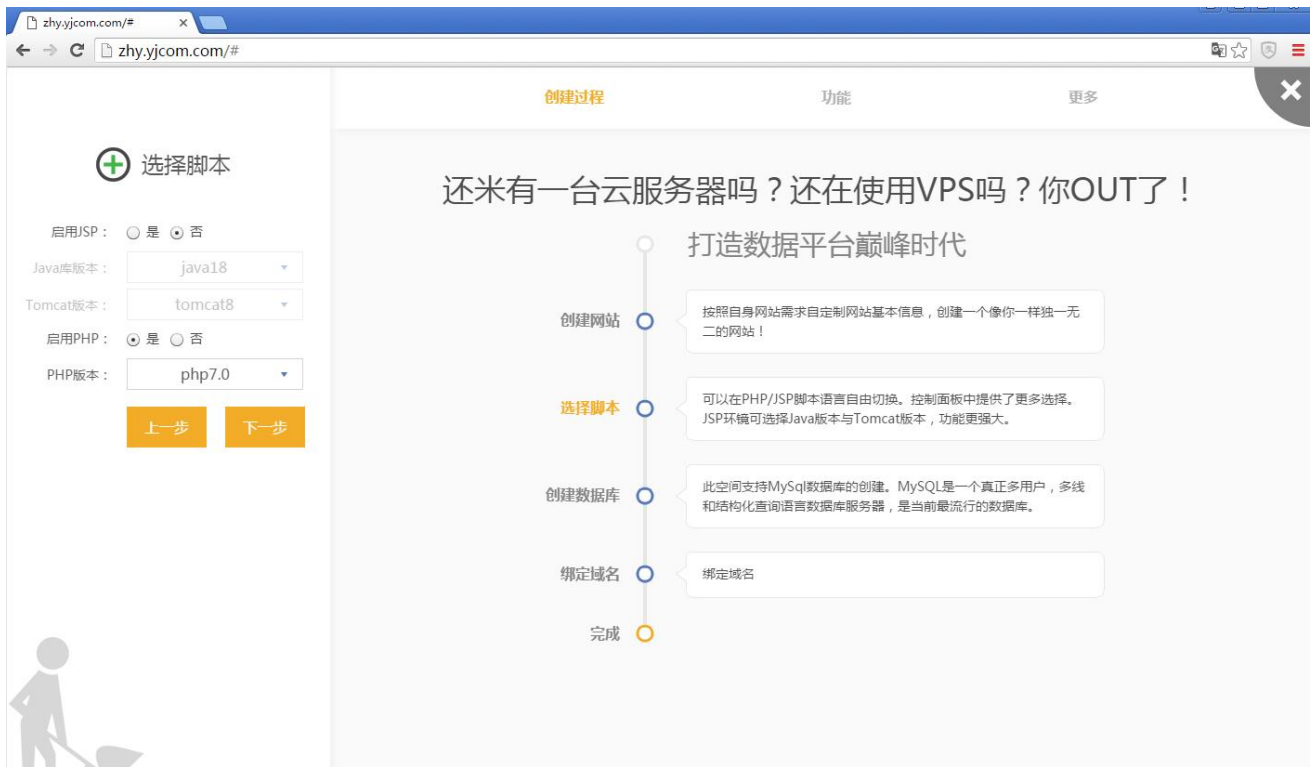 zhy.yjcom.com/#
zhy.yjcom.com/#
创建过程
功能
更多
选择脚本
启用JSP： 是 否
Java库版本： java18
Tomcat版本： tomcat8
启用PHP： 是 否
PHP版本： php7.0
上一步 下一步
还米有一台云服务器吗？还在使用VPS吗？你OUT了！
打造数据平台巅峰时代
创建网站
按照自身网站需求自定制网站基本信息，创建一个像你一样独一无
二的网站！
选择脚本
可以在PHP/JSP脚本语言自由切换。控制面板中提供了更多选择。
JSP环镜可选择Java版本与Tomcat版本，功能更强大。
创建数据库
此空间支持MySql数据库的创建。MySQL是一个真正多用户，多线
和结构化查询语言数据库服务器，是当前最流行的数据库。
绑定域名
绑定域名
完成